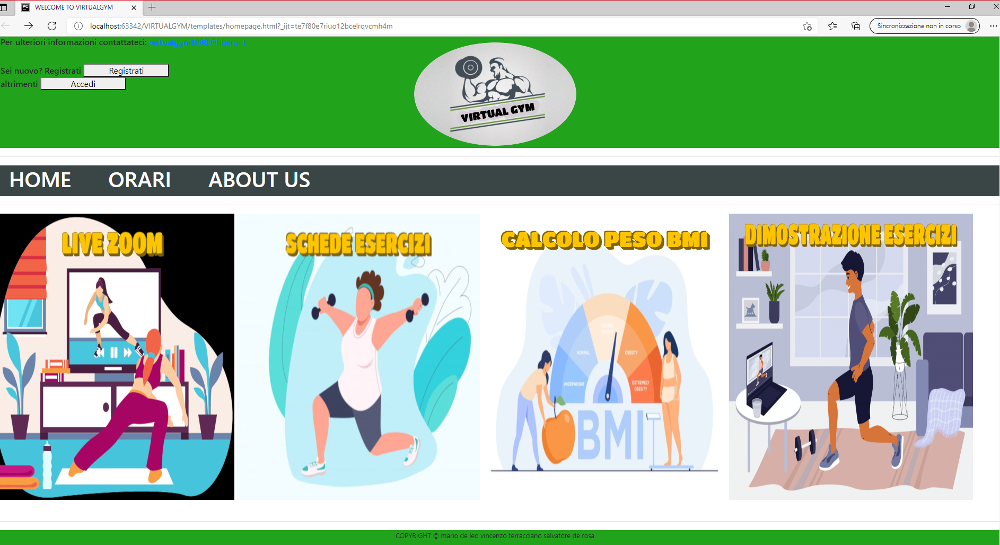 WELCOME TO VIRTUALGYM
localhost:63342/VIRTUALGYM/templates/homepage.html?_ijt=te7f80e7riuo12bcelrqvcmh4m
Sincronizzazione non in corso
Per ulteriori informazioni contattateci: virtualgym1998@libero.it
Sei nuovo? Registrati Registrati
altrimenti Accedi
VIRTUAL GYM
HOME ORARI ABOUT US
LIVE ZOOM
SCHEDE ESERCIZI
CALCOLO PESO BMI
DIMOSTRAZIONE ESERCIZI
NORMAL
OBESITY
UNDERWEIGHT
EXTREMELY
OBESITY
BMI
COPYRIGHT © mario de leo vincenzo terracciano salvatore de rosa